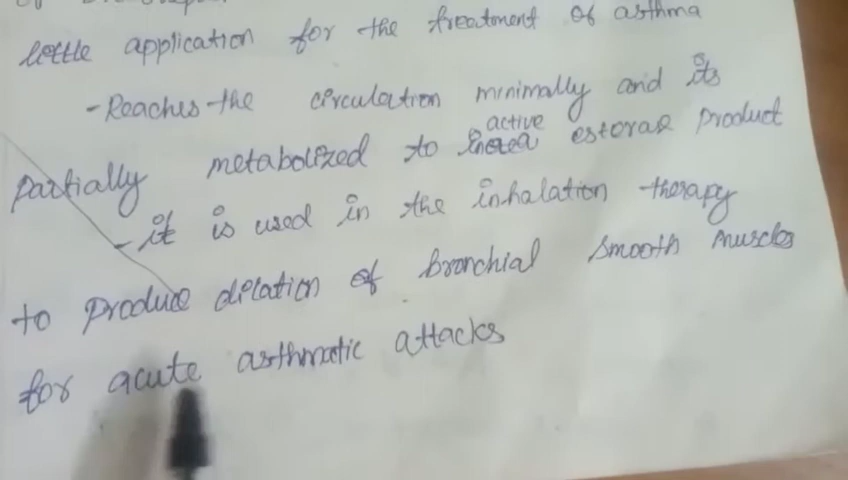 little application for the treatment of asthma
- Reaches the circulation minimally and its
partially metabolized to active estorase product
- it is used in the inhalation therapy
to produce dilation of bronchial smooth muscles
for acute asthmatic attacks